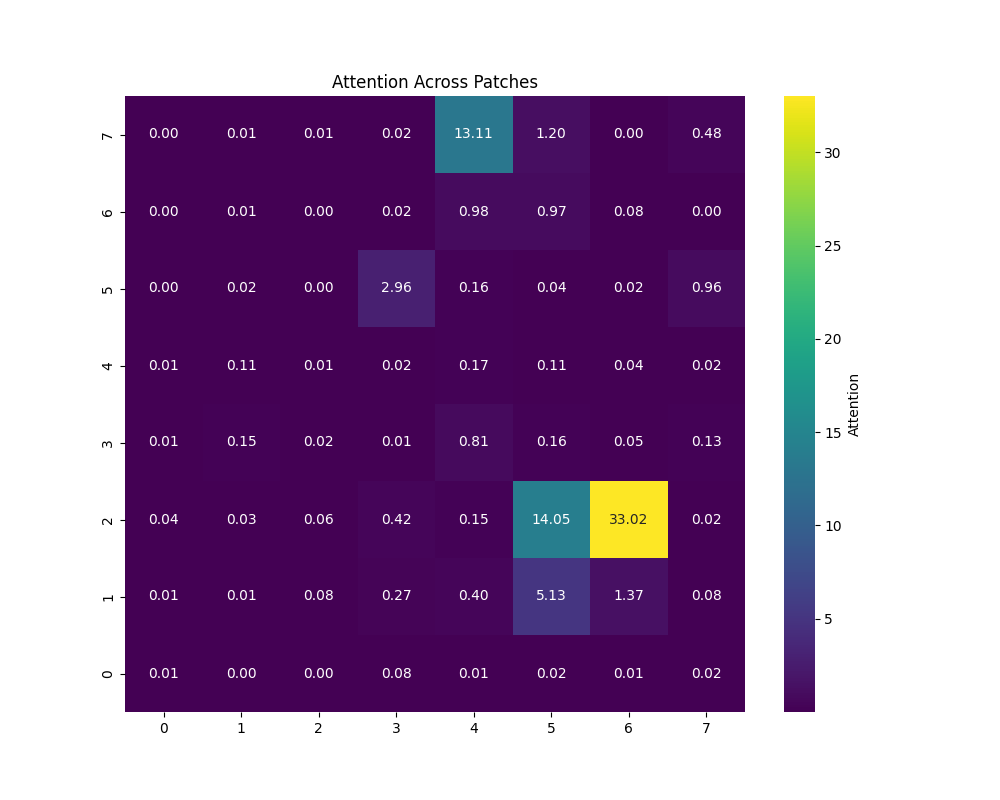 Attention Across Patches
7 0.00 0.01 0.01 0.02 13.11 1.20 0.00 0.48
6 0.00 0.01 0.00 0.02 0.98 0.97 0.08 0.00
5 0.00 0.02 0.00 2.96 0.16 0.04 0.02 0.96
4 0.01 0.11 0.01 0.02 0.17 0.11 0.04 0.02
3 0.01 0.15 0.02 0.01 0.81 0.16 0.05 0.13
2 0.04 0.03 0.06 0.42 0.15 14.05 33.02 0.02
1 0.01 0.01 0.08 0.27 0.40 5.13 1.37 0.08
0 0.01 0.00 0.00 0.08 0.01 0.02 0.01 0.02
0 1 2 3 4 5 6 7
30
25
20
15
10
5
Attention